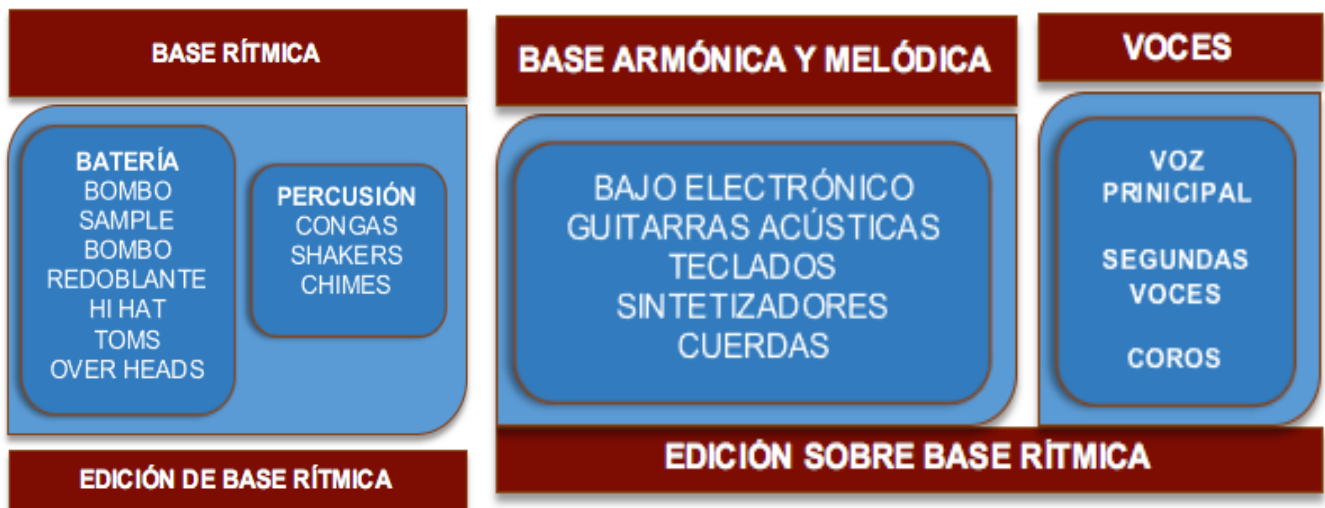 BASE RÍTMICA
BATERÍA
BOMBO
SAMPLE
BOMBO
REDOBLANTE
HI HAT
TOMS
OVER HEADS
PERCUSIÓN
CONGAS
SHAKERS
CHIMES
EDICIÓN DE BASE RÍTMICA
BASE ARMÓNICA Y MELÓDICA
BAJO ELECTRÓNICO
GUITARRAS ACÚSTICAS
TECLADOS
SINTETIZADORES
CUERDAS
VOCES
VOZ
PRINICIPAL
SEGUNDAS
VOCES
COROS
EDICIÓN SOBRE BASE RÍTMICA